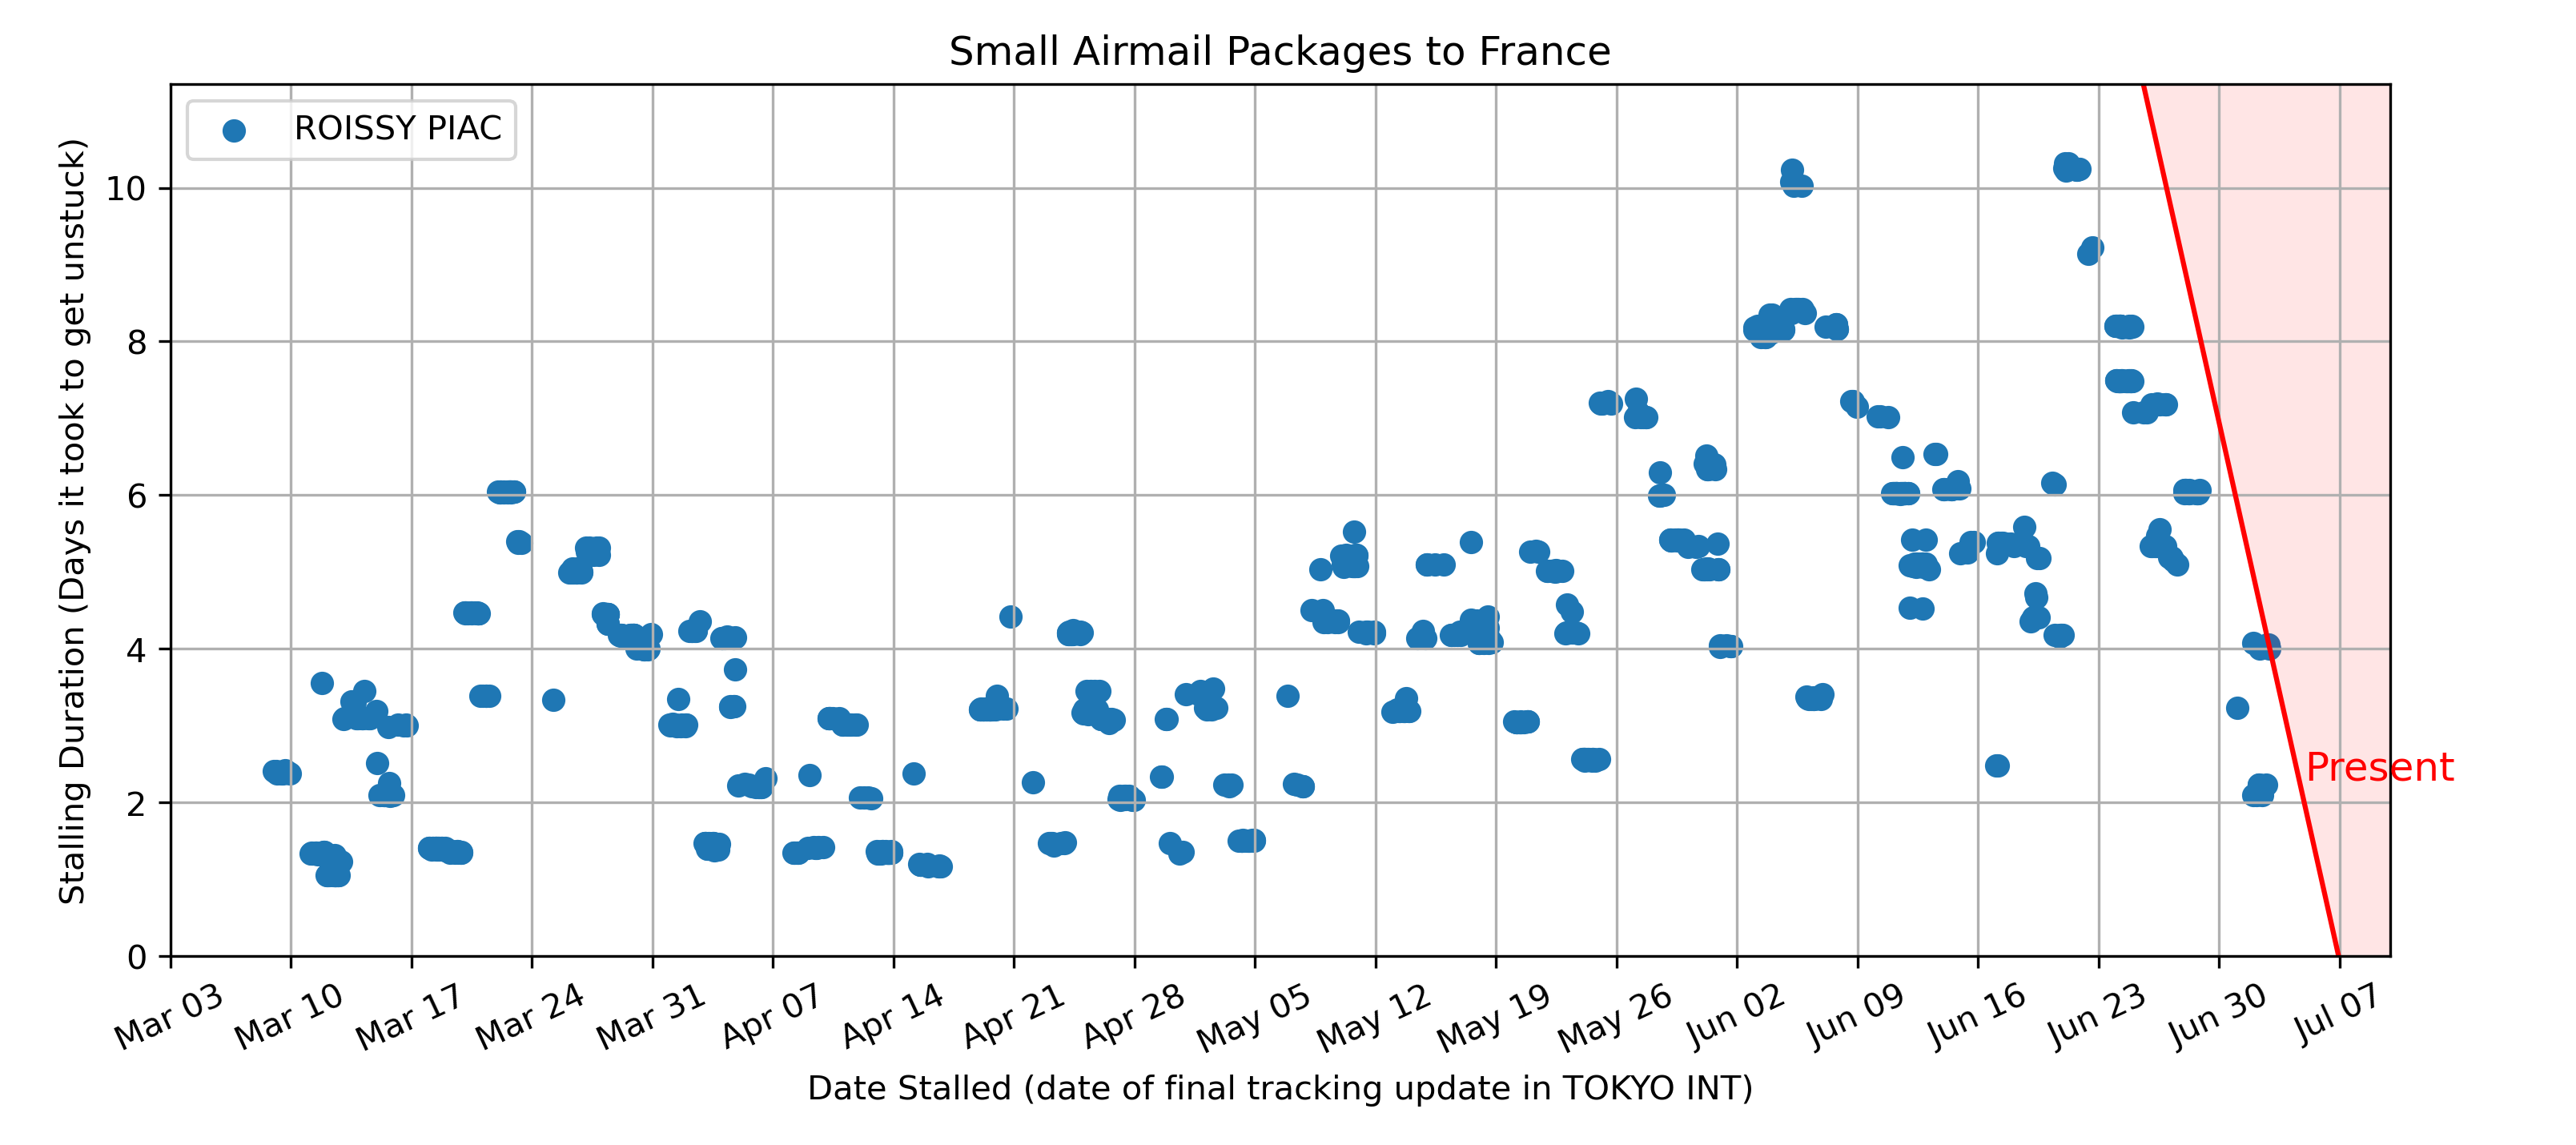 Small Airmail Packages to France
ROISSY PIAC
Stalling Duration (Days it took to get unstuck)
10
8
6
4
2
0
Present
Mar 03
Mar 10
Mar 17
Mar 24
Mar 31
Apr 07
Apr 14
Apr 21
Apr 28
May 05
May 12
May 19
May 26
Jun 02
Jun 09
Jun 16
Jun 23
Jun 30
Jul 07
Date Stalled (date of final tracking update in TOKYO INT)